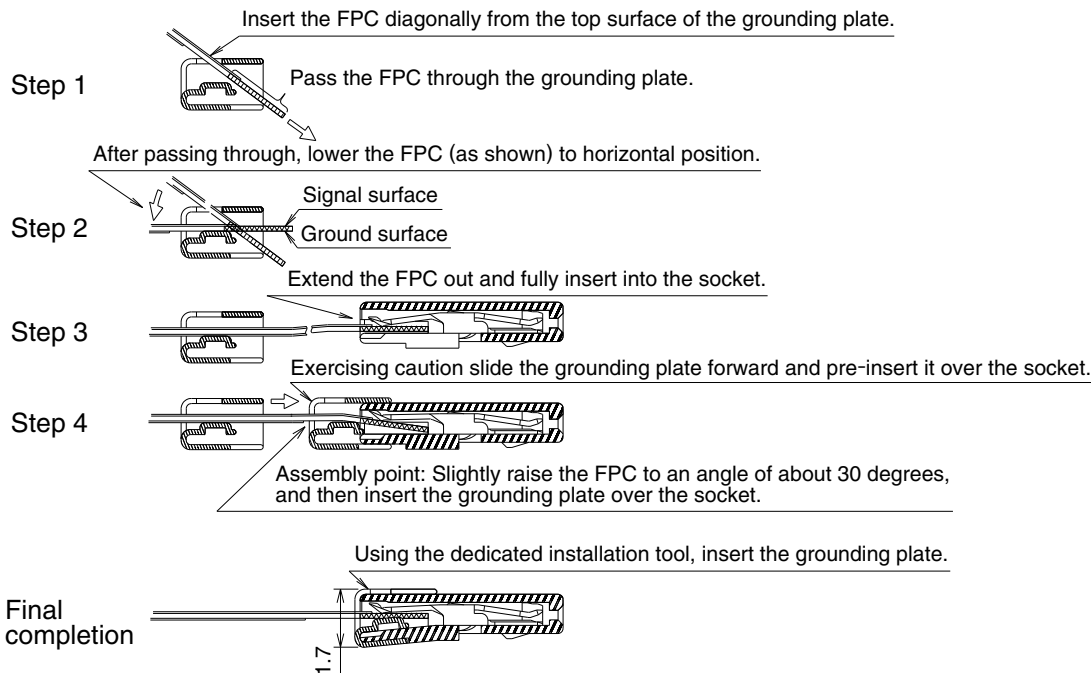 Insert the FPC diagonally from the top surface of the grounding plate.
Step 1
Pass the FPC through the grounding plate.
After passing through, lower the FPC (as shown) to horizontal position.
Step 2
Signal surface
Ground surface
Extend the FPC out and fully insert into the socket.
Step 3
Exercising caution slide the grounding plate forward and pre-insert it over the socket.
Step 4
Assembly point: Slightly raise the FPC to an angle of about 30 degrees,
and then insert the grounding plate over the socket.
Using the dedicated installation tool, insert the grounding plate.
Final
completion
1.7